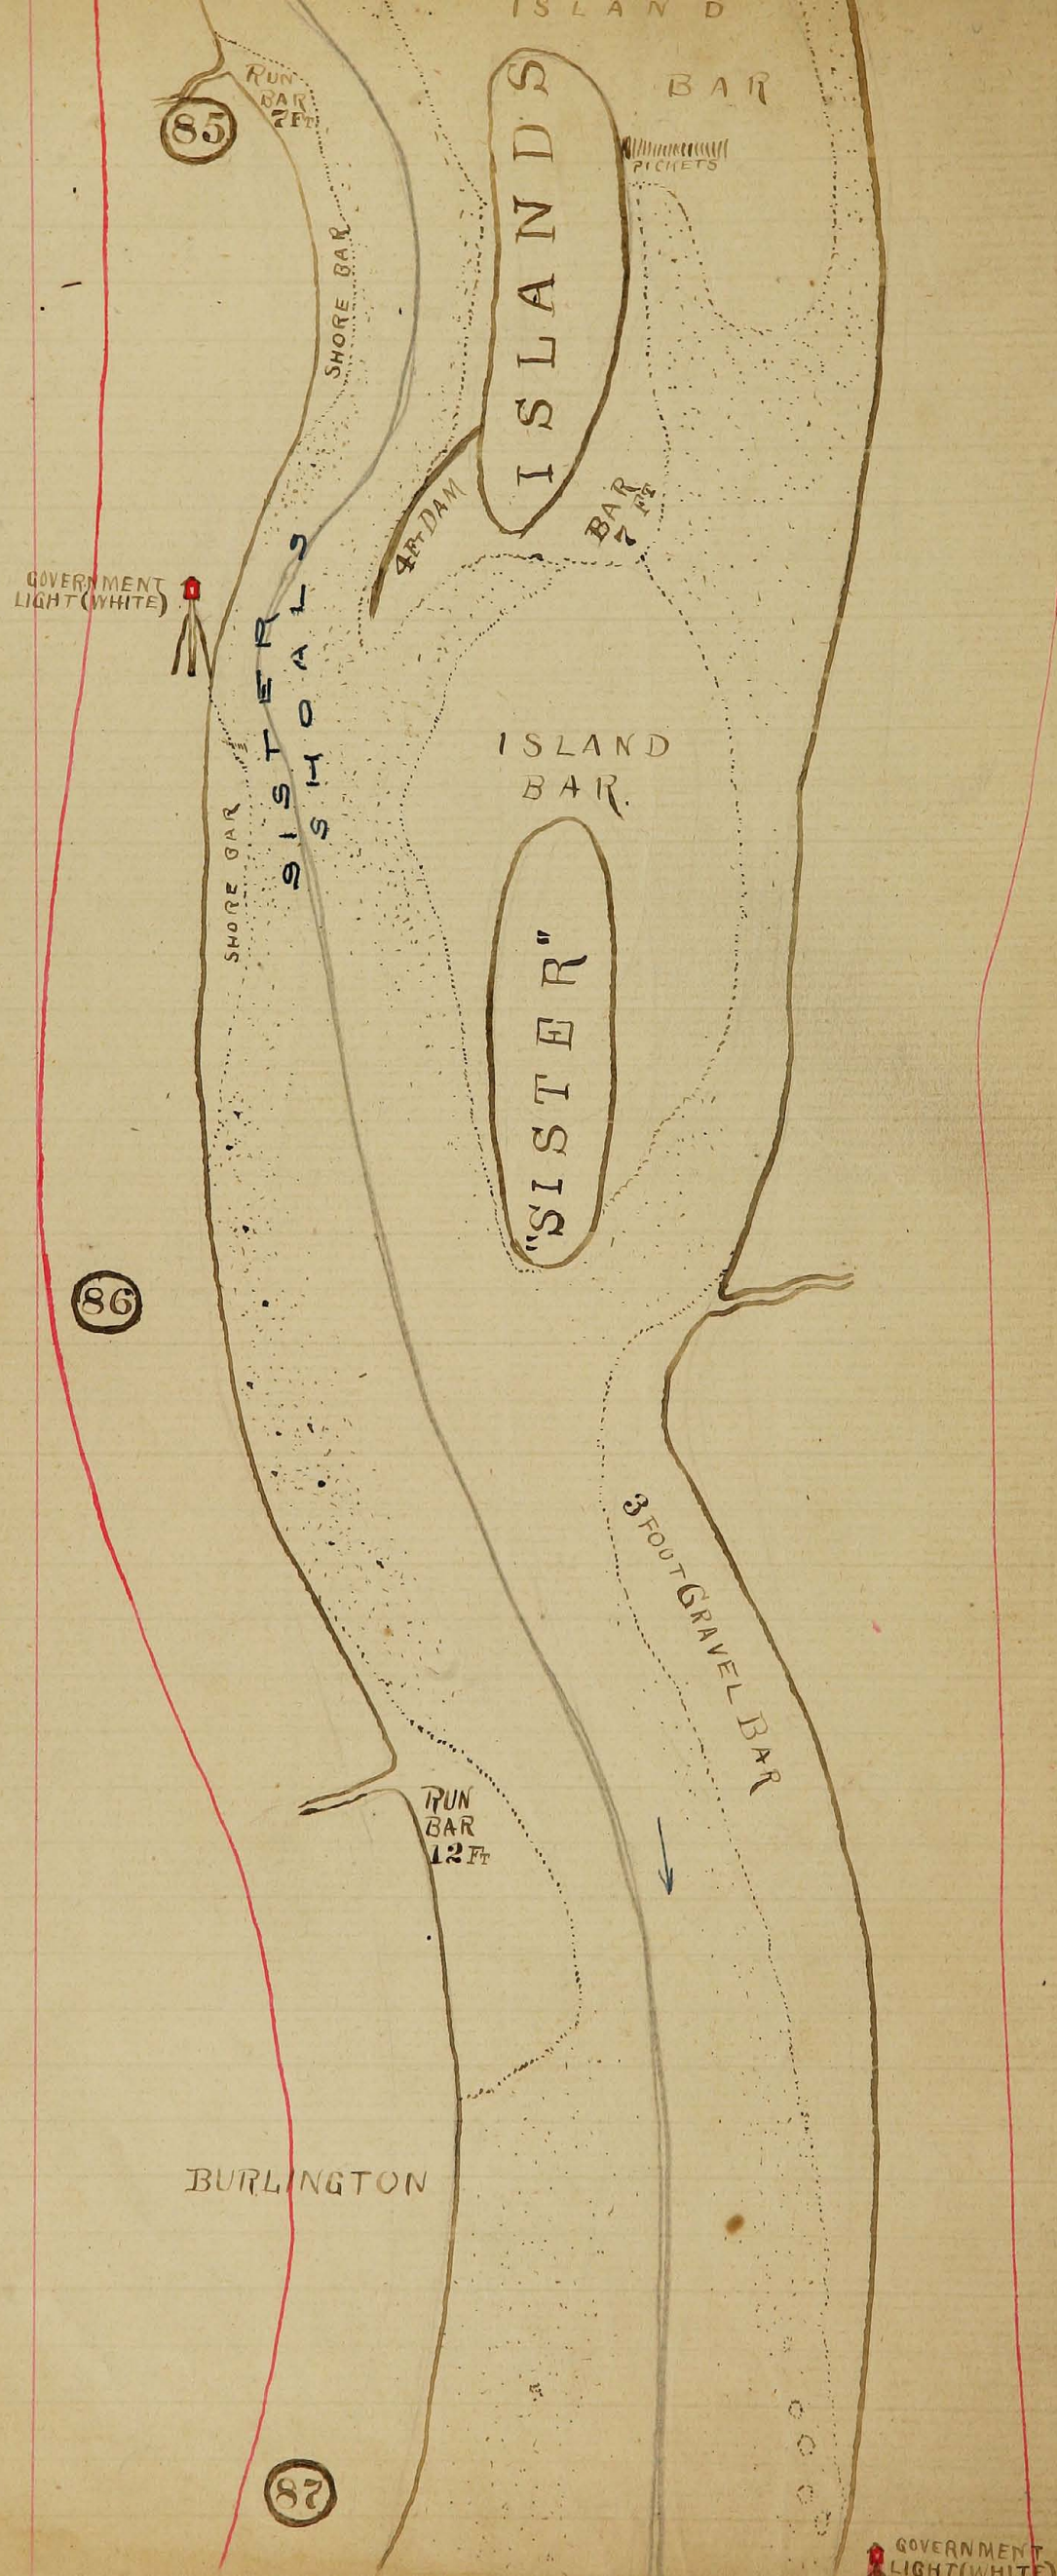 ISLAND
BAR
RUN
BAR
7 FT
85
PICKETS
ISLANDS
SHORE BAR
4 FT DAM
BAR
7 FT
GOVERNMENT
LIGHT (WHITE)
SISTER
SHOALS
ISLAND
BAR.
SHORE BAR
"SISTER"
86
3 FOOT GRAVEL BAR
RUN
BAR
12 FT
BURLINGTON
87
GOVERNMENT
LIGHT (WHITE)